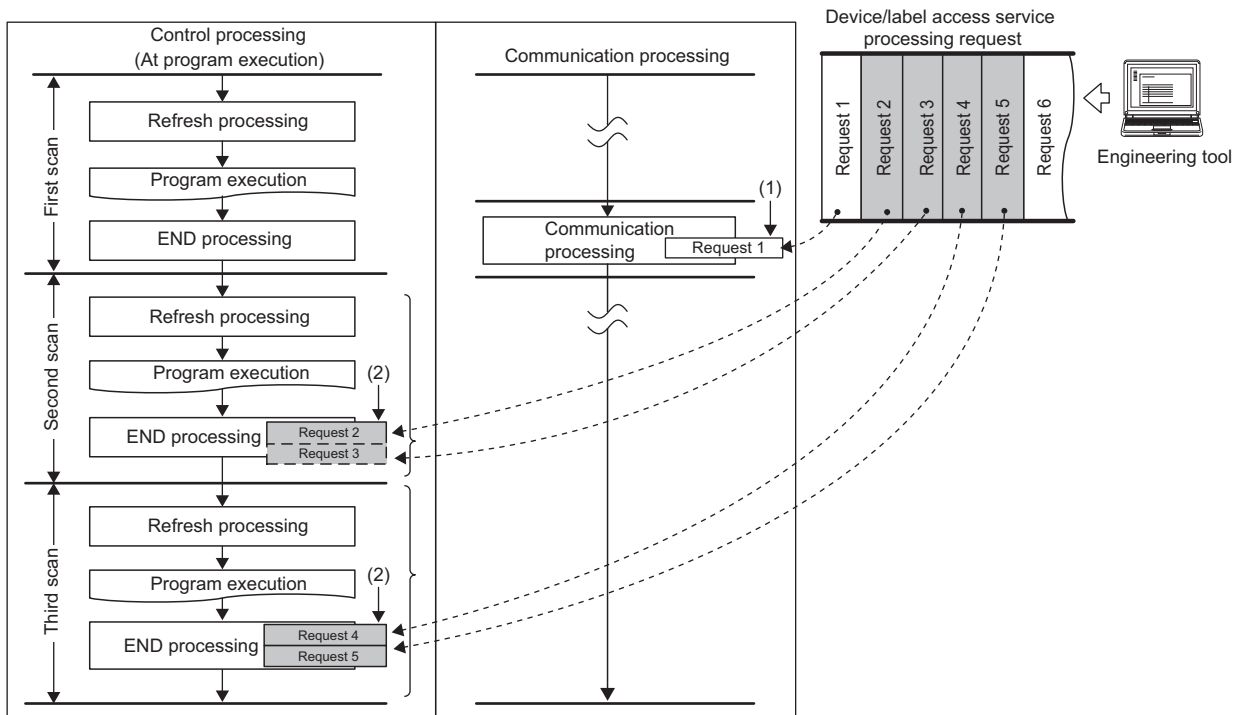 Control processing
(At program execution)
First scan
Refresh processing
Program execution
END processing
Second scan
Refresh processing
Program execution
(2)
END processing
Request 2
Request 3
Third scan
Refresh processing
Program execution
(2)
END processing
Request 4
Request 5
Communication processing
(1)
Communication
processing
Request 1
Device/label access service
processing request
Request 1
Request 2
Request 3
Request 4
Request 5
Request 6
Engineering tool